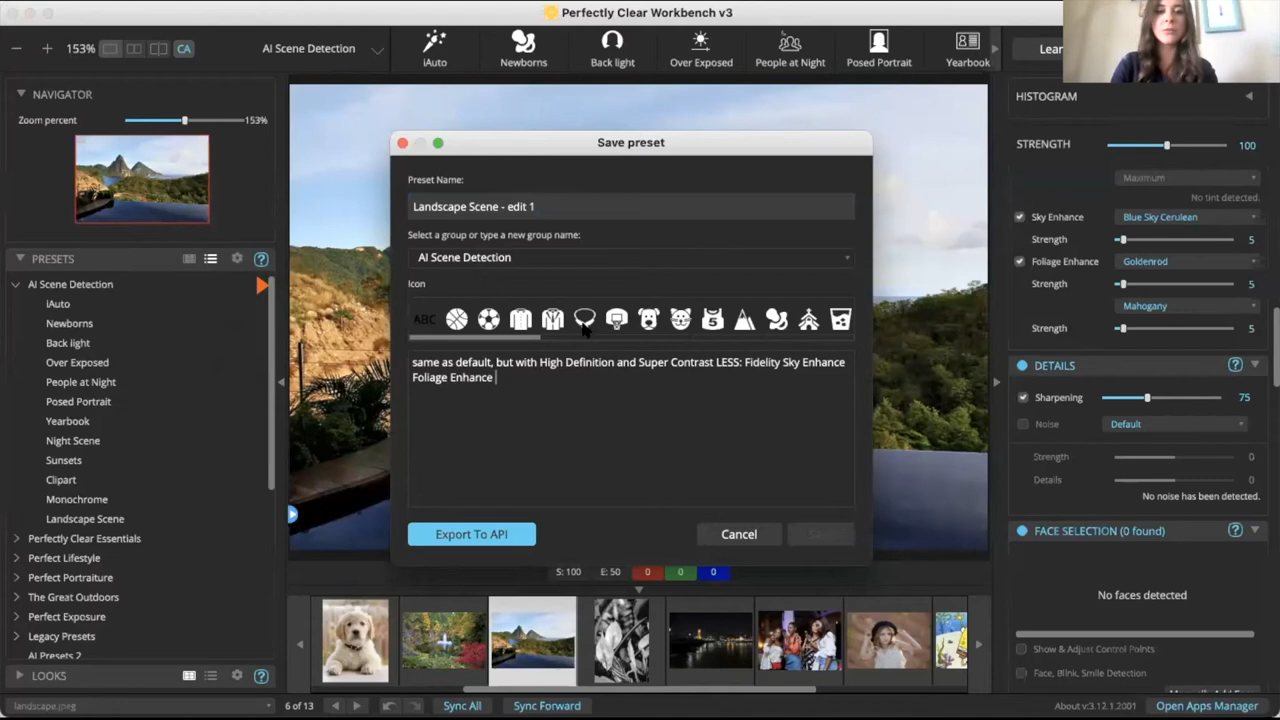 Perfectly Clear Workbench v3
153%
CA
AI Scene Detection
iAuto
Newborns
Back light
Over Exposed
People at Night
Posed Portrait
Yearbook
NAVIGATOR
Zoom percent
153%
PRESETS
AI Scene Detection
iAuto
Newborns
Back light
Over Exposed
People at Night
Posed Portrait
Yearbook
Night Scene
Sunsets
Clipart
Monochrome
Landscape Scene
Perfectly Clear Essentials
Perfect Lifestyle
Perfect Portraiture
The Great Outdoors
Perfect Exposure
Legacy Presets
AI Presets 2
LOOKS
Save preset
Preset Name:
Landscape Scene - edit 1
Select a group or type a new group name:
AI Scene Detection
Icon
ABC
5
same as default, but with High Definition and Super Contrast LESS: Fidelity Sky Enhance
Foliage Enhance
Export To API
Cancel
S: 100
E: 50
0
0
0
HISTOGRAM
STRENGTH
100
Maximum
No tint detected.
Sky Enhance
Blue Sky Cerulean
Strength
5
Foliage Enhance
Goldenrod
Strength
5
Mahogany
Strength
5
DETAILS
Sharpening
75
Noise
Default
Strength
0
Details
0
No noise has been detected.
FACE SELECTION (0 found)
No faces detected
Show & Adjust Control Points
Face, Blink, Smile Detection
landscape.jpeg
6 of 13
Sync All
Sync Forward
About v:3.12.1.2001
Open Apps Manager